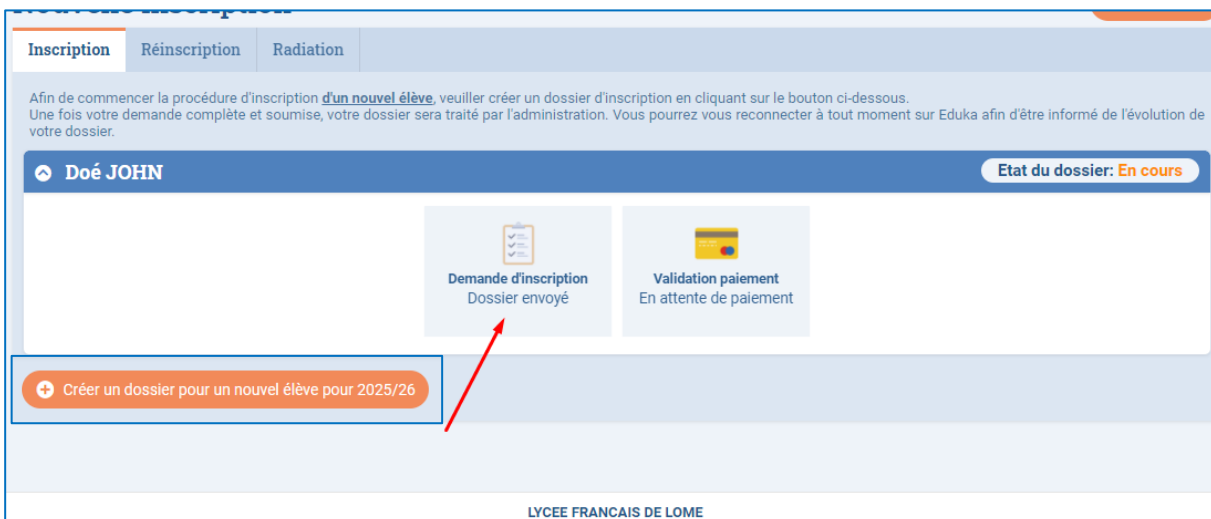 Nouvelle inscription
Inscription
Réinscription
Radiation
Afin de commencer la procédure d'inscription d'un nouvel élève, veuiller créer un dossier d'inscription en cliquant sur le bouton ci-dessous.
Une fois votre demande complète et soumise, votre dossier sera traité par l'administration. Vous pourrez vous reconnecter à tout moment sur Eduka afin d'être informé de l'évolution de
votre dossier.
Doé JOHN
Etat du dossier: En cours
Demande d'inscription
Dossier envoyé
Validation paiement
En attente de paiement
Créer un dossier pour un nouvel élève pour 2025/26
LYCEE FRANCAIS DE LOME